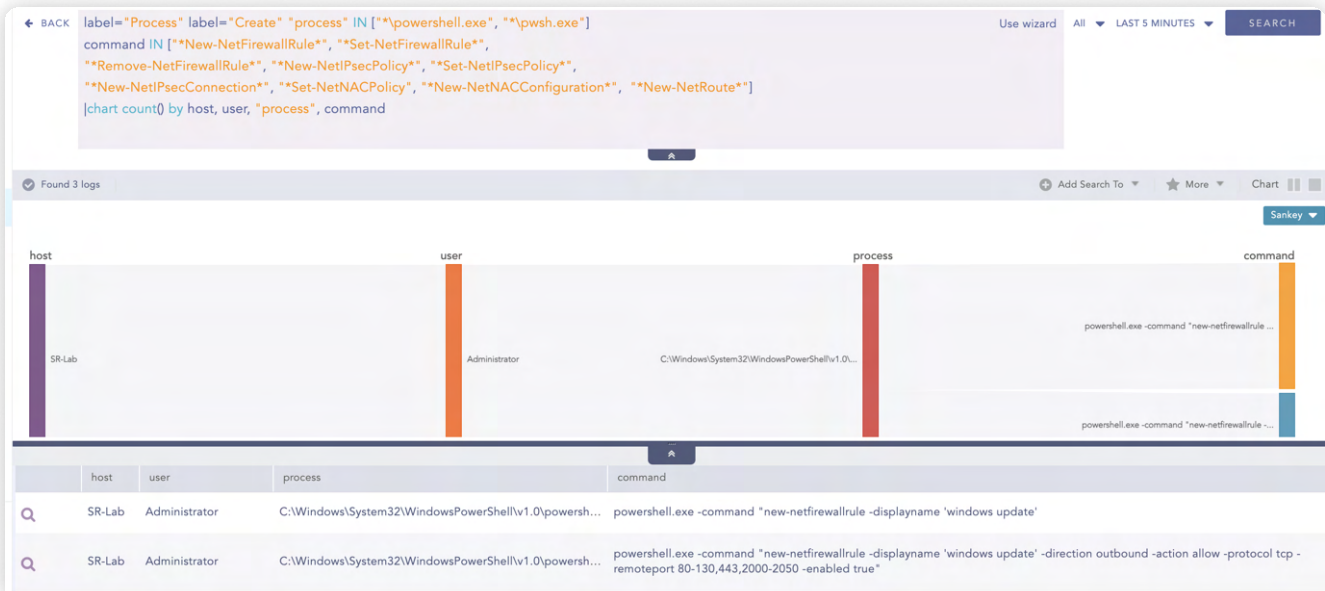 BACK
label="Process" label="Create" "process" IN ["*\powershell.exe", "*\pwsh.exe"]
Use wizard All LAST 5 MINUTES SEARCH
command IN ["*New-NetFirewallRule*", "*Set-NetFirewallRule*",
"*Remove-NetFirewallRule*", "*New-NetIPsecPolicy*", "*Set-NetIPsecPolicy*",
"*New-NetIPsecConnection*", "*Set-NetNACPolicy", "*New-NetNACConfiguration*", "*New-NetRoute*"]
|chart count() by host, user, "process", command
Found 3 logs
Add Search To More Chart
Sankey
host user process command
powershell.exe -command "new-netfirewallrule ...
SR-Lab Administrator C:\Windows\System32\WindowsPowerShell\v1.0\...
powershell.exe -command "new-netfirewallrule -...
host user process command
SR-Lab Administrator C:\Windows\System32\WindowsPowerShell\v1.0\powersh... powershell.exe -command "new-netfirewallrule -displayname 'windows update'
SR-Lab Administrator C:\Windows\System32\WindowsPowerShell\v1.0\powersh... powershell.exe -command "new-netfirewallrule -displayname 'windows update' -direction outbound -action allow -protocol tcp -
remoteport 80-130,443,2000-2050 -enabled true"